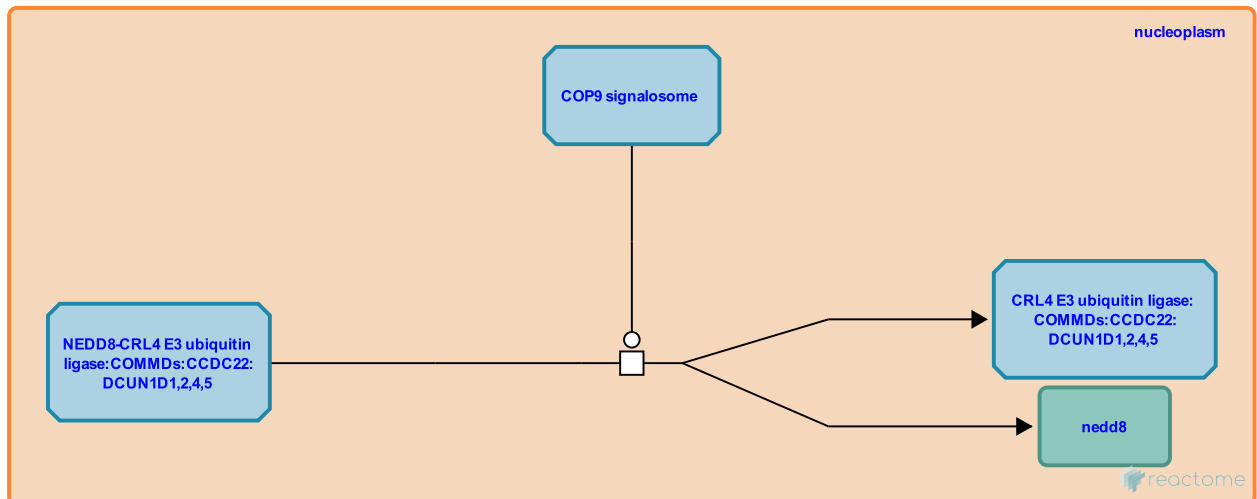 nucleoplasm
COP9 signalosome
NEDD8-CRL4 E3 ubiquitin
ligase:COMMDs:CCDC22:
DCUN1D1,2,4,5
CRL4 E3 ubiquitin ligase:
COMMDs:CCDC22:
DCUN1D1,2,4,5
nedd8
reactome